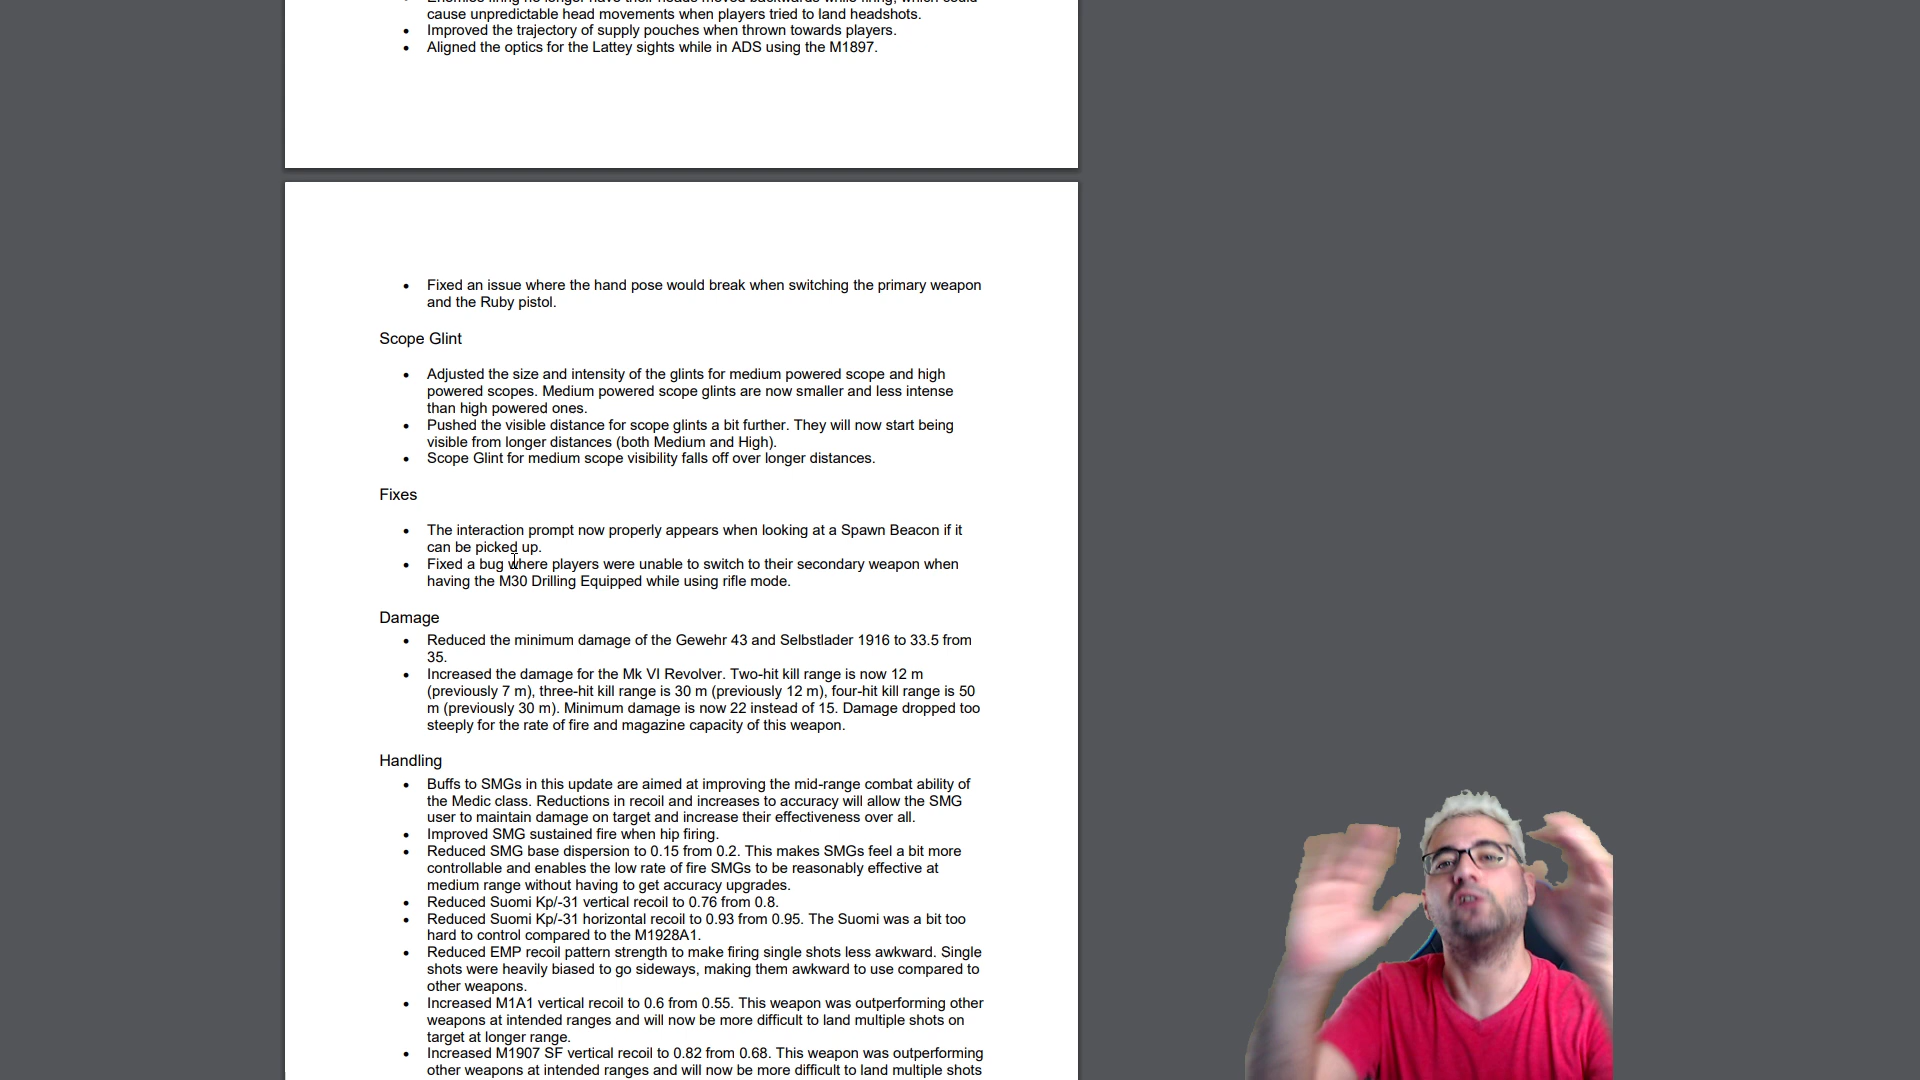 cause unpredictable head movements when players tried to land headshots.
• Improved the trajectory of supply pouches when thrown towards players.
• Aligned the optics for the Lattey sights while in ADS using the M1897.
• Fixed an issue where the hand pose would break when switching the primary weapon
and the Ruby pistol.
Scope Glint
• Adjusted the size and intensity of the glints for medium powered scope and high
powered scopes. Medium powered scope glints are now smaller and less intense
than high powered ones.
• Pushed the visible distance for scope glints a bit further. They will now start being
visible from longer distances (both Medium and High).
• Scope Glint for medium scope visibility falls off over longer distances.
Fixes
• The interaction prompt now properly appears when looking at a Spawn Beacon if it
can be picked up.
• Fixed a bug where players were unable to switch to their secondary weapon when
having the M30 Drilling Equipped while using rifle mode.
Damage
• Reduced the minimum damage of the Gewehr 43 and Selbstlader 1916 to 33.5 from
35.
• Increased the damage for the Mk VI Revolver. Two-hit kill range is now 12 m
(previously 7 m), three-hit kill range is 30 m (previously 12 m), four-hit kill range is 50
m (previously 30 m). Minimum damage is now 22 instead of 15. Damage dropped too
steeply for the rate of fire and magazine capacity of this weapon.
Handling
• Buffs to SMGs in this update are aimed at improving the mid-range combat ability of
the Medic class. Reductions in recoil and increases to accuracy will allow the SMG
user to maintain damage on target and increase their effectiveness over all.
• Improved SMG sustained fire when hip firing.
• Reduced SMG base dispersion to 0.15 from 0.2. This makes SMGs feel a bit more
controllable and enables the low rate of fire SMGs to be reasonably effective at
medium range without having to get accuracy upgrades.
• Reduced Suomi Kp/-31 vertical recoil to 0.76 from 0.8.
• Reduced Suomi Kp/-31 horizontal recoil to 0.93 from 0.95. The Suomi was a bit too
hard to control compared to the M1928A1.
• Reduced EMP recoil pattern strength to make firing single shots less awkward. Single
shots were heavily biased to go sideways, making them awkward to use compared to
other weapons.
• Increased M1A1 vertical recoil to 0.6 from 0.55. This weapon was outperforming other
weapons at intended ranges and will now be more difficult to land multiple shots on
target at longer range.
• Increased M1907 SF vertical recoil to 0.82 from 0.68. This weapon was outperforming
other weapons at intended ranges and will now be more difficult to land multiple shots